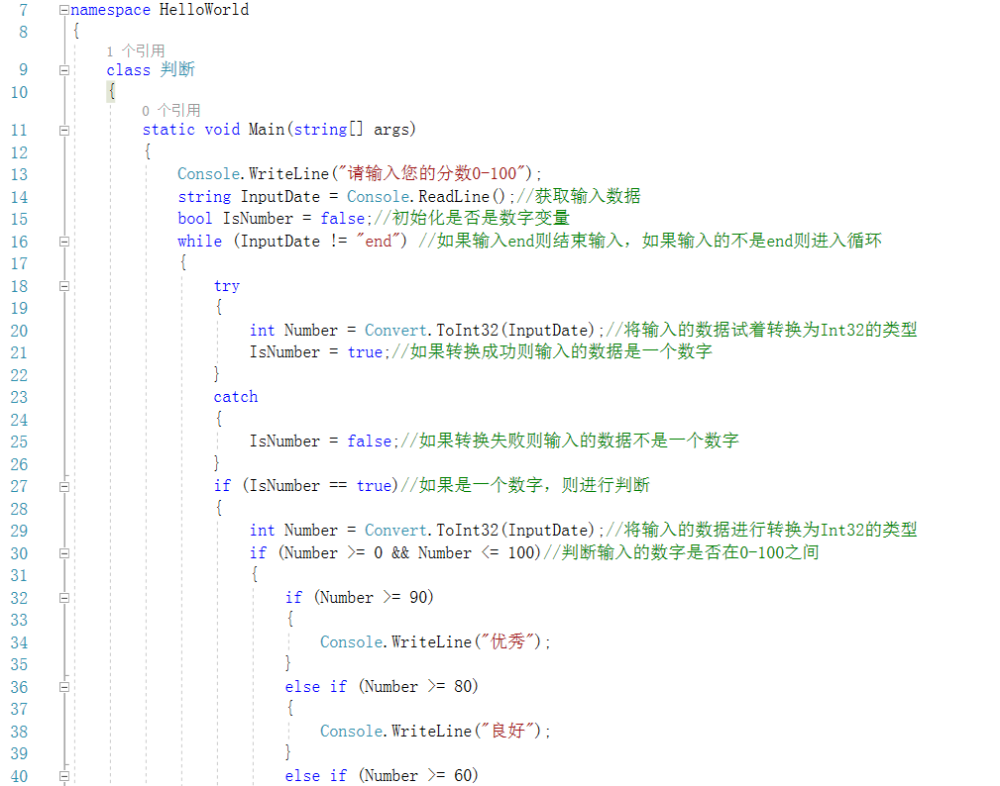 7 namespace HelloWorld
8 {
1 个引用
9 class 判断
10 {
0 个引用
11 static void Main(string[] args)
12 {
13 Console.WriteLine("请输入您的分数0-100");
14 string InputDate = Console.ReadLine();//获取输入数据
15 bool IsNumber = false;//初始化是否是数字变量
16 while (InputDate != "end") //如果输入end则结束输入，如果输入的不是end则进入循环
17 {
18 try
19 {
20 int Number = Convert.ToInt32(InputDate);//将输入的数据试着转换为Int32的类型
21 IsNumber = true;//如果转换成功则输入的数据是一个数字
22 }
23 catch
24 {
25 IsNumber = false;//如果转换失败则输入的数据不是一个数字
26 }
27 if (IsNumber == true)//如果是一个数字，则进行判断
28 {
29 int Number = Convert.ToInt32(InputDate);//将输入的数据进行转换为Int32的类型
30 if (Number >= 0 && Number <= 100)//判断输入的数字是否在0-100之间
31 {
32 if (Number >= 90)
33 {
34 Console.WriteLine("优秀");
35 }
36 else if (Number >= 80)
37 {
38 Console.WriteLine("良好");
39 }
40 else if (Number >= 60)